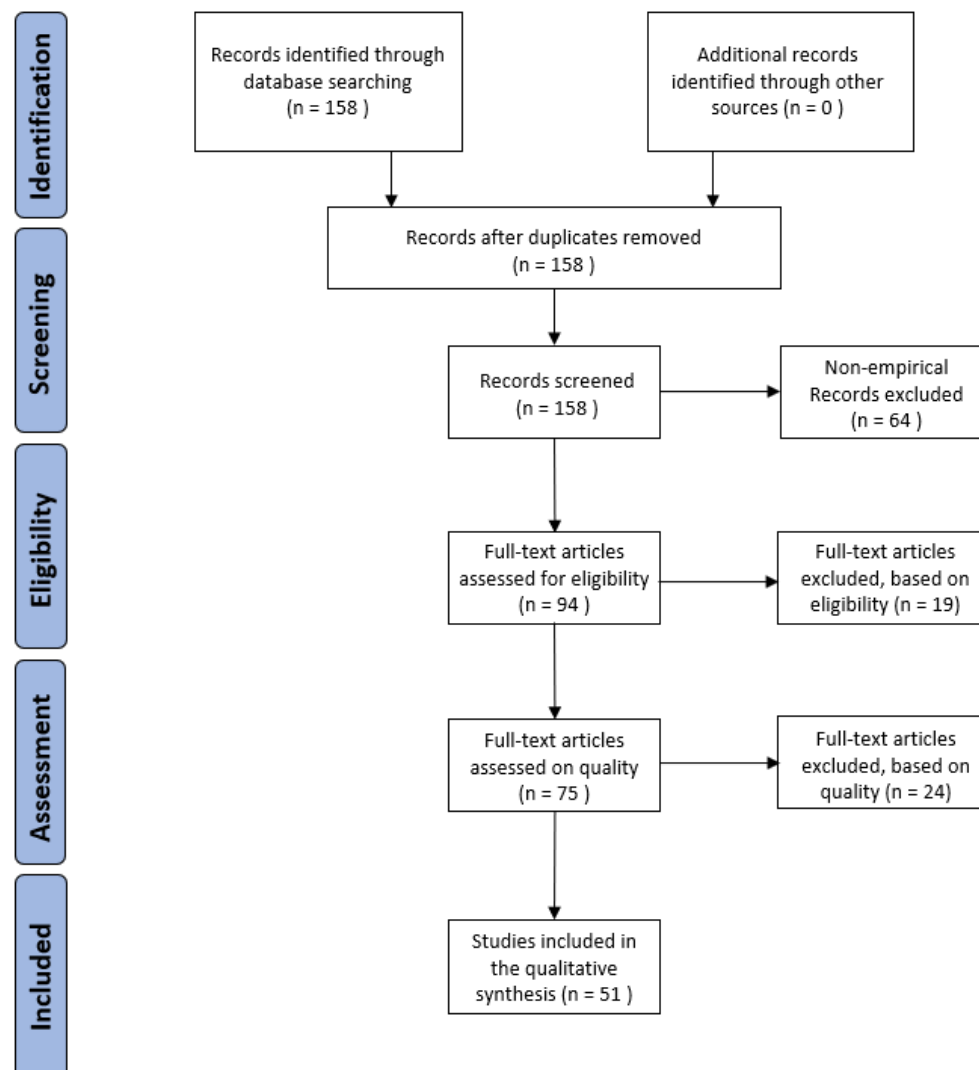 Identification
Records identified through
database searching
(n = 158 )
Additional records
identified through other
sources (n = 0 )
Records after duplicates removed
(n = 158 )
Screening
Records screened
(n = 158 )
Non-empirical
Records excluded
(n = 64 )
Eligibility
Full-text articles
assessed for eligibility
(n = 94 )
Full-text articles
excluded, based on
eligibility (n = 19)
Assessment
Full-text articles
assessed on quality
(n = 75 )
Full-text articles
excluded, based on
quality (n = 24)
Included
Studies included in
the qualitative
synthesis (n = 51 )